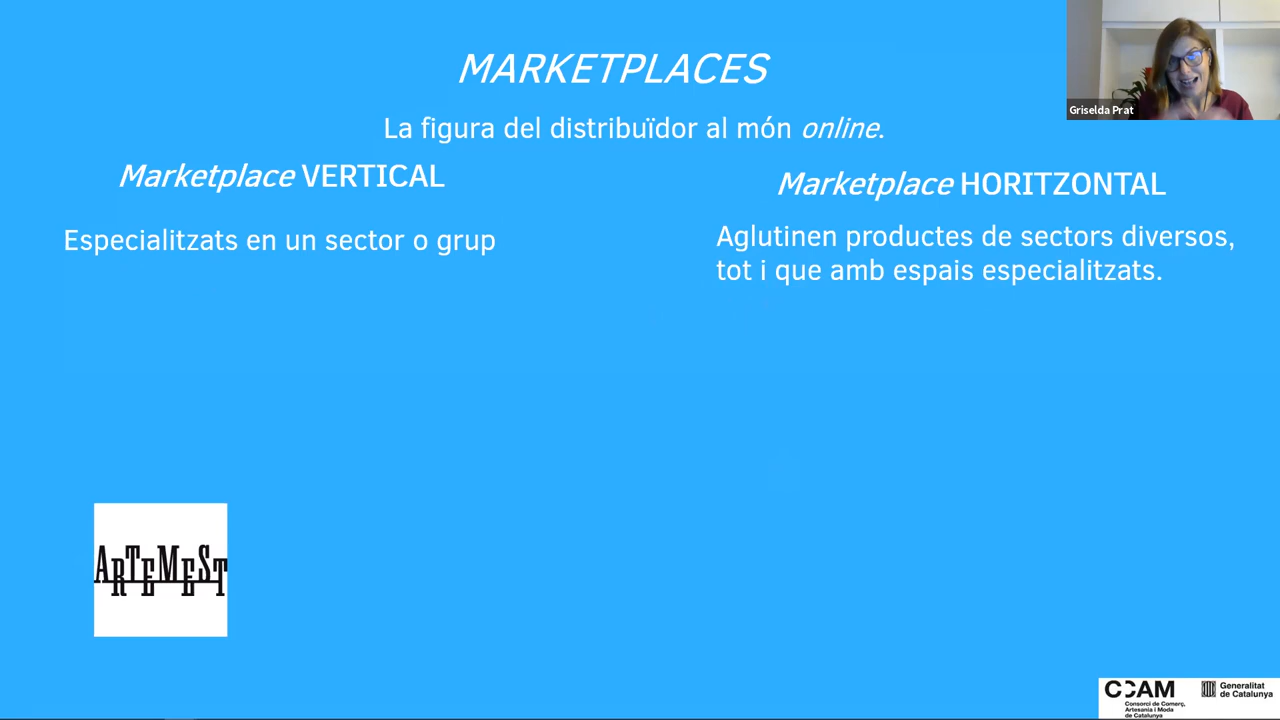 MARKETPLACES
La figura del distribuïdor al món online.
Marketplace VERTICAL
Especialitzats en un sector o grup
Marketplace HORITZONTAL
Aglutinen productes de sectors diversos,
tot i que amb espais especialitzats.
Griselda Prat
ARTEMEST
CCAM
Consorci de Comerç,
Artesania i Moda
de Catalunya
Generalitat
de Catalunya